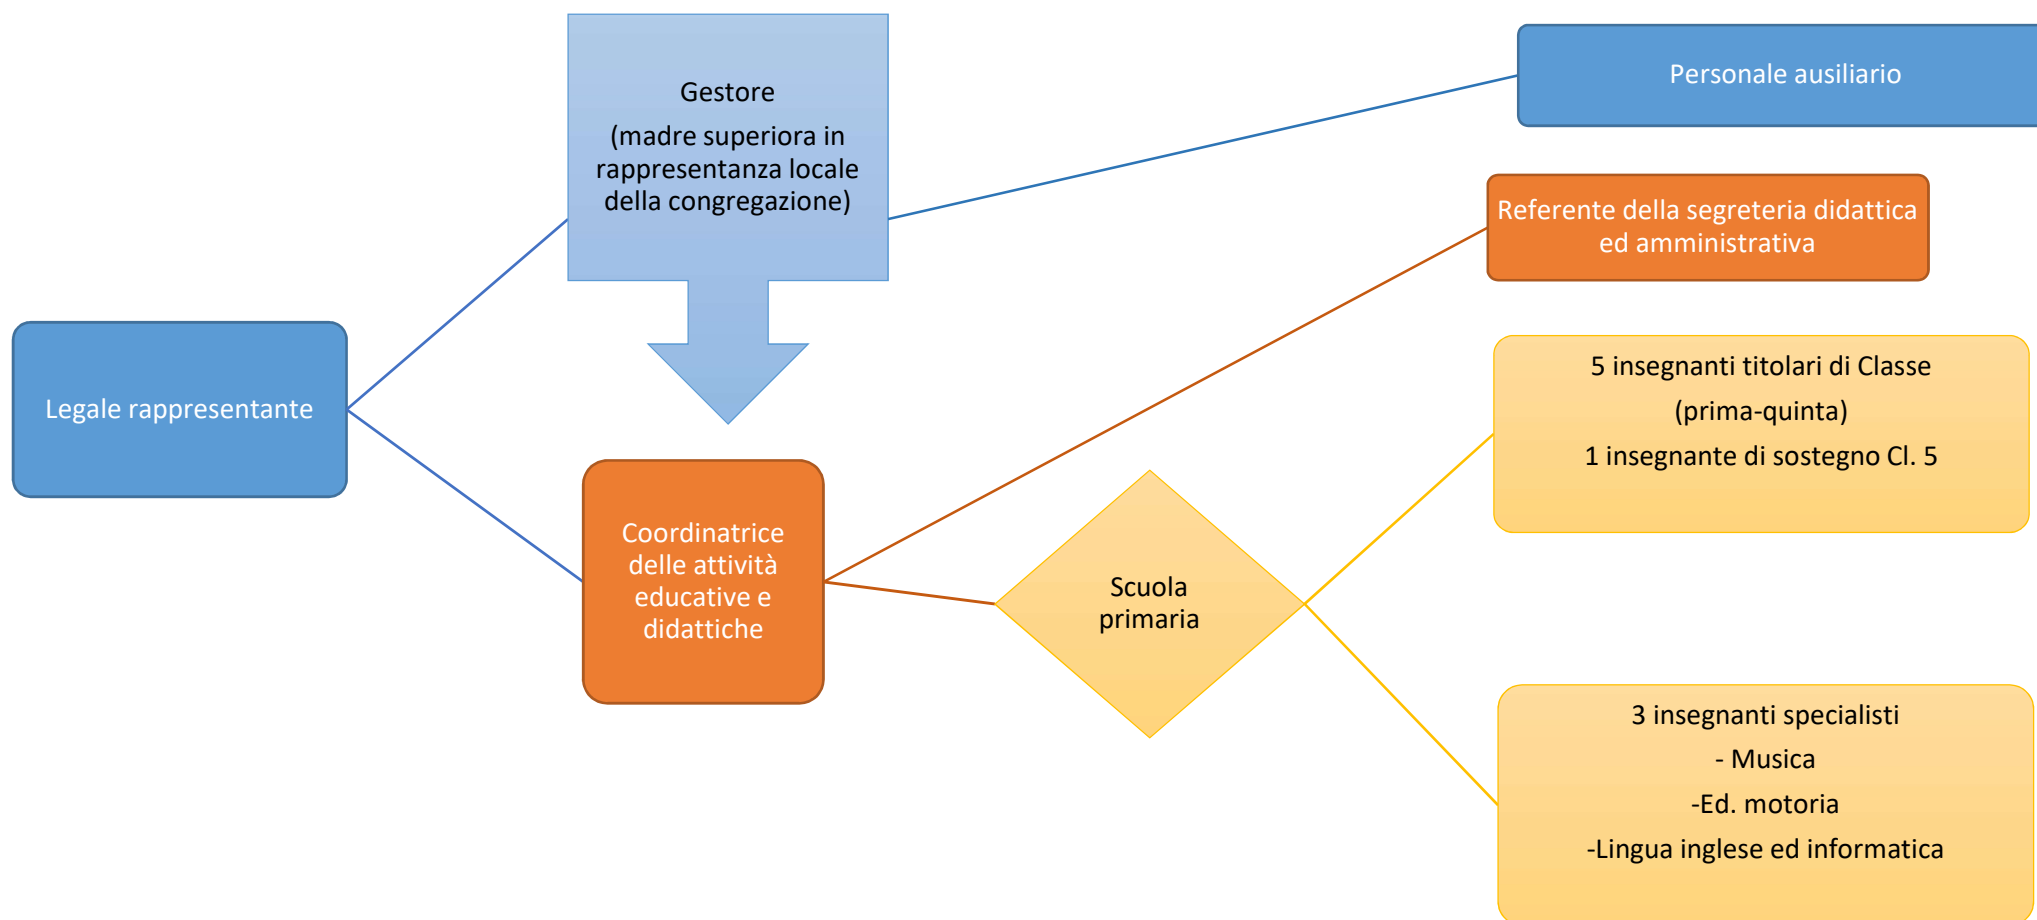 Gestore
(madre superiora in
rappresentanza locale
della congregazione)
Personale ausiliario
Referente della segreteria didattica
ed amministrativa
Legale rappresentante
Coordinatrice
delle attività
educative e
didattiche
Scuola
primaria
5 insegnanti titolari di Classe
(prima-quinta)
1 insegnante di sostegno Cl. 5
3 insegnanti specialisti
- Musica
-Ed. motoria
-Lingua inglese ed informatica